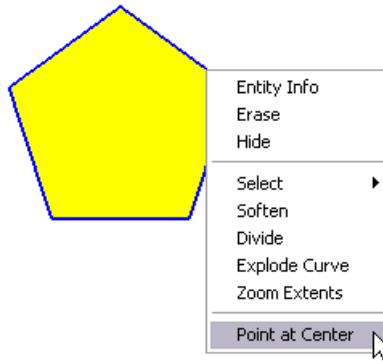 Entity Info
Erase
Hide
Select
Soften
Divide
Explode Curve
Zoom Extents
Point at Center